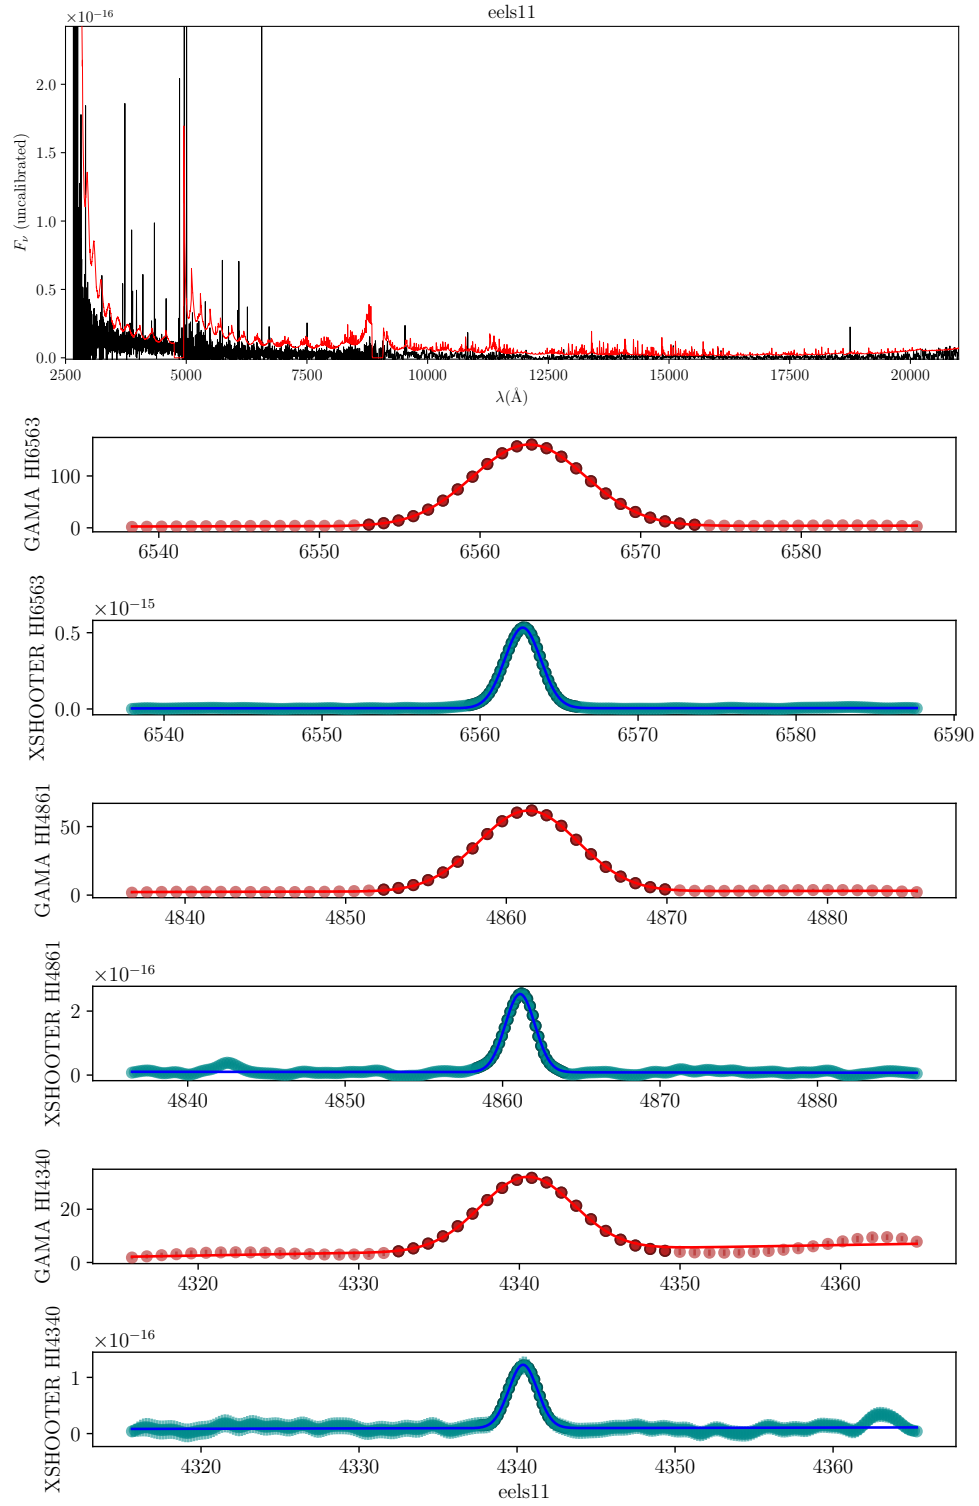 eels11
×10−16
Fν (uncalibrated)
2.0
1.5
1.0
0.5
0.0
2500 5000 7500 10000 12500 15000 17500 20000
λ(Å)
GAMA HI6563
100
0
6540 6550 6560 6570 6580
XSHOOTER HI6563
×10−15
0.5
0.0
6540 6550 6560 6570 6580 6590
GAMA HI4861
50
0
4840 4850 4860 4870 4880
XSHOOTER HI4861
×10−16
2
0
4840 4850 4860 4870 4880
GAMA HI4340
20
0
4320 4330 4340 4350 4360
XSHOOTER HI4340
×10−16
1
0
4320 4330 4340 4350 4360
eels11